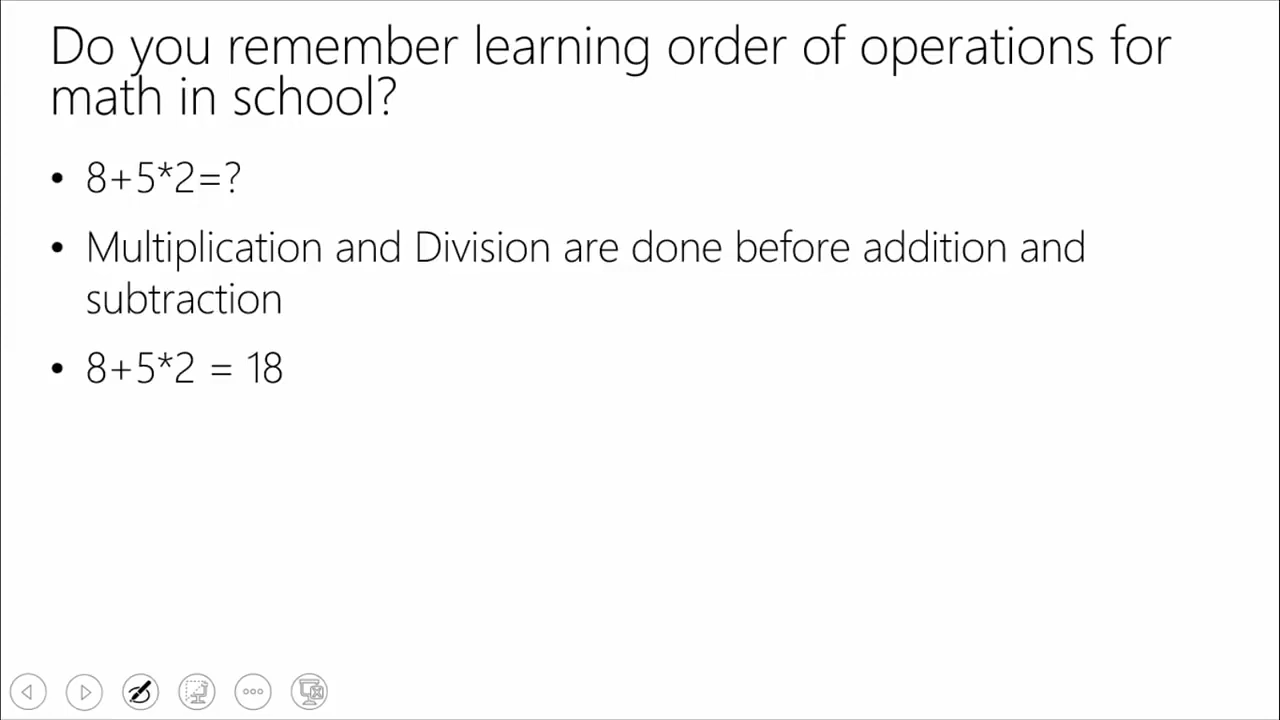 Do you remember learning order of operations for
math in school?
• 8+5*2=?
• Multiplication and Division are done before addition and
subtraction
• 8+5*2 = 18